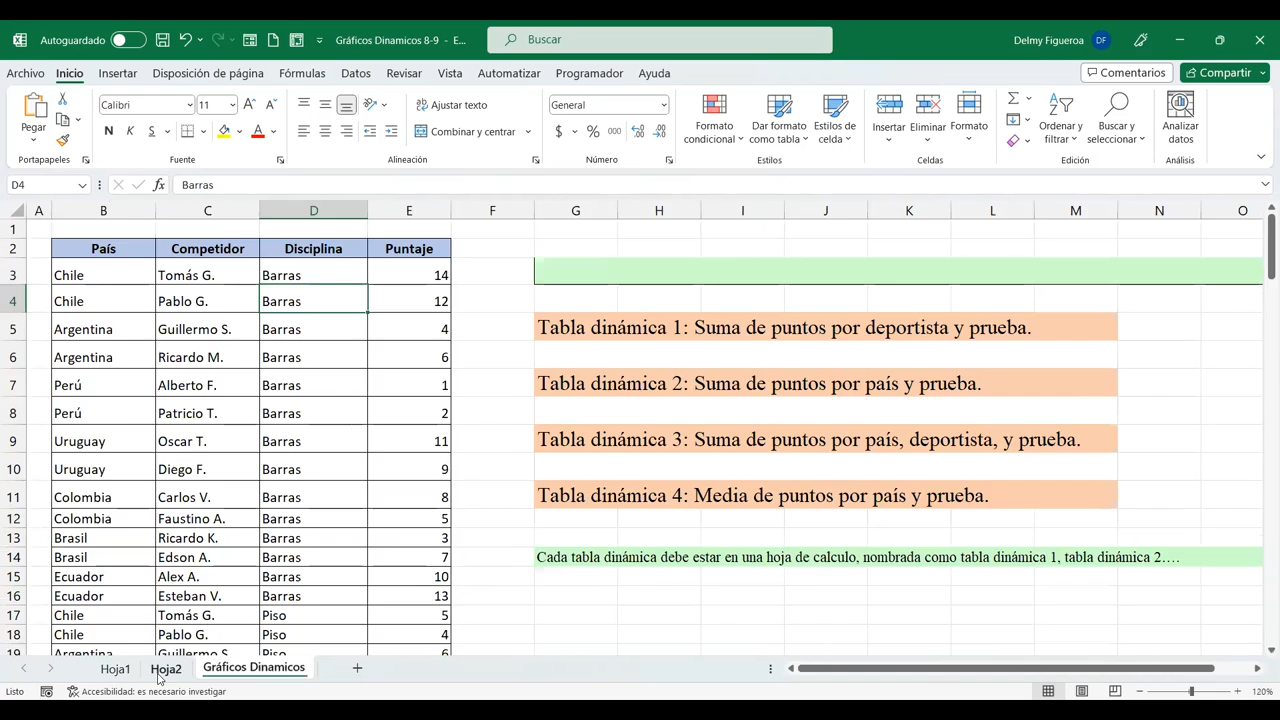 Autoguardado
Gráficos Dinamicos 8-9 - E...
Buscar
Delmy Figueroa DF
Archivo Inicio Insertar Disposición de página Fórmulas Datos Revisar Vista Automatizar Programador Ayuda
Comentarios Compartir
Pegar
Calibri 11
Ajustar texto
General
N K S
Combinar y centrar
$ % 000
Formato condicional
Dar formato como tabla
Estilos de celda
Insertar Eliminar Formato
Ordenar y filtrar
Buscar y seleccionar
Analizar datos
Portapapeles Fuente Alineación Número Estilos Celdas Edición Análisis
D4 fx Barras
A B C D E F G H I J K L M N O
1
2 País Competidor Disciplina Puntaje
3 Chile Tomás G. Barras 14
4 Chile Pablo G. Barras 12
5 Argentina Guillermo S. Barras 4 Tabla dinámica 1: Suma de puntos por deportista y prueba.
6 Argentina Ricardo M. Barras 6
7 Perú Alberto F. Barras 1 Tabla dinámica 2: Suma de puntos por país y prueba.
8 Perú Patricio T. Barras 2
9 Uruguay Oscar T. Barras 11 Tabla dinámica 3: Suma de puntos por país, deportista, y prueba.
10 Uruguay Diego F. Barras 9
11 Colombia Carlos V. Barras 8 Tabla dinámica 4: Media de puntos por país y prueba.
12 Colombia Faustino A. Barras 5
13 Brasil Ricardo K. Barras 3
14 Brasil Edson A. Barras 7 Cada tabla dinámica debe estar en una hoja de calculo, nombrada como tabla dinámica 1, tabla dinámica 2….
15 Ecuador Alex A. Barras 10
16 Ecuador Esteban V. Barras 13
17 Chile Tomás G. Piso 5
18 Chile Pablo G. Piso 4
19 Argentina Guillermo S. Piso 6
Hoja1 Hoja2 Gráficos Dinamicos
Listo Accesibilidad: es necesario investigar 120%